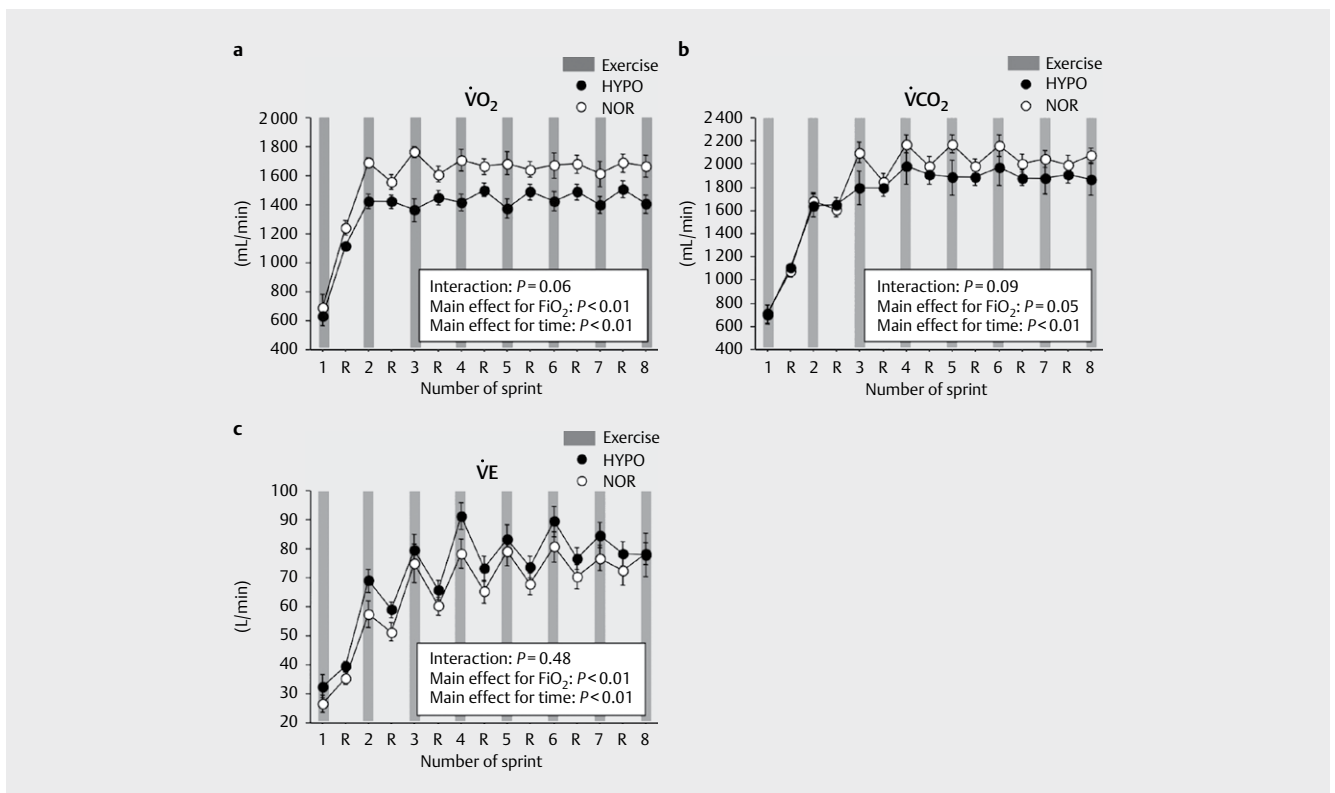 a
Exercise
HYPO
NOR
V̇O₂
2 000
1 800
1 600
1 400
1 200
1 000
800
600
400
(mL/min)
Interaction: P = 0.06
Main effect for FiO₂: P < 0.01
Main effect for time: P < 0.01
1 R 2 R 3 R 4 R 5 R 6 R 7 R 8
Number of sprint
b
Exercise
HYPO
NOR
V̇CO₂
2 400
2 200
2 000
1 800
1 600
1 400
1 200
1 000
800
600
400
(mL/min)
Interaction: P = 0.09
Main effect for FiO₂: P = 0.05
Main effect for time: P < 0.01
1 R 2 R 3 R 4 R 5 R 6 R 7 R 8
Number of sprint
c
Exercise
HYPO
NOR
V̇E
100
90
80
70
60
50
40
30
20
(L/min)
Interaction: P = 0.48
Main effect for FiO₂: P < 0.01
Main effect for time: P < 0.01
1 R 2 R 3 R 4 R 5 R 6 R 7 R 8
Number of sprint